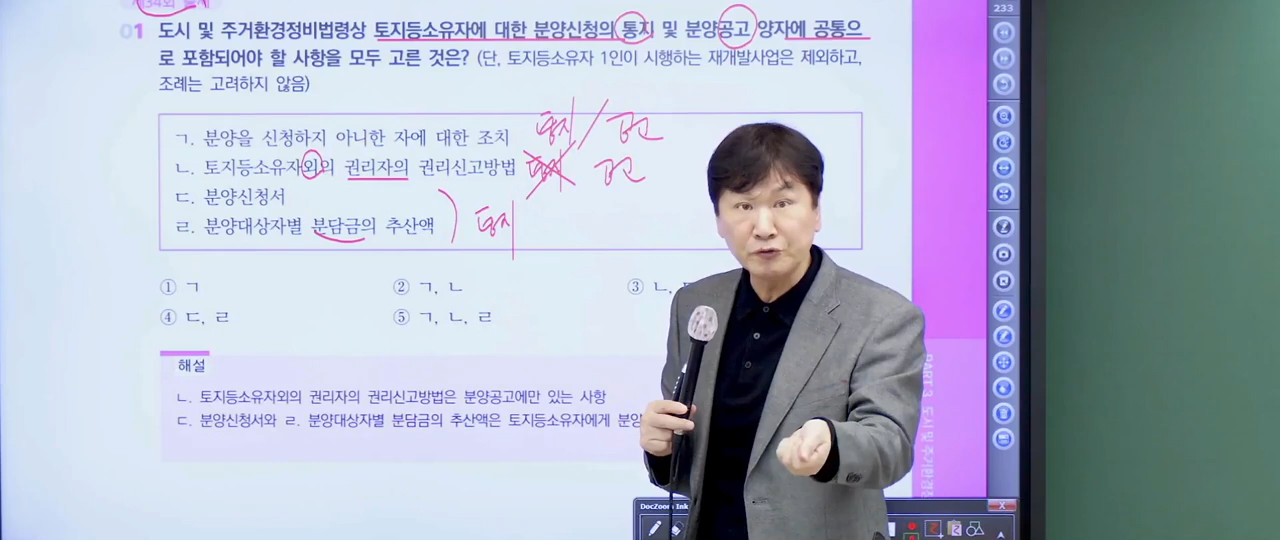 제34회 출시
233
01 도시 및 주거환경정비법령상 토지등소유자에 대한 분양신청의 통지 및 분양공고 양자에 공통으
로 포함되어야 할 사항을 모두 고른 것은? (단, 토지등소유자 1인이 시행하는 재개발사업은 제외하고,
조례는 고려하지 않음)
ㄱ. 분양을 신청하지 아니한 자에 대한 조치 통지 / 공고
ㄴ. 토지등소유자외의 권리자의 권리신고방법 통지 공고
ㄷ. 분양신청서
ㄹ. 분양대상자별 분담금의 추산액 ) 통지
① ㄱ ② ㄱ, ㄴ ③ ㄴ,
④ ㄷ, ㄹ ⑤ ㄱ, ㄴ, ㄹ
해설
ㄴ. 토지등소유자외의 권리자의 권리신고방법은 분양공고에만 있는 사항
ㄷ. 분양신청서와 ㄹ. 분양대상자별 분담금의 추산액은 토지등소유자에게 분양
PART 3 도시 및 주거환경정
DocZoom Ink
X